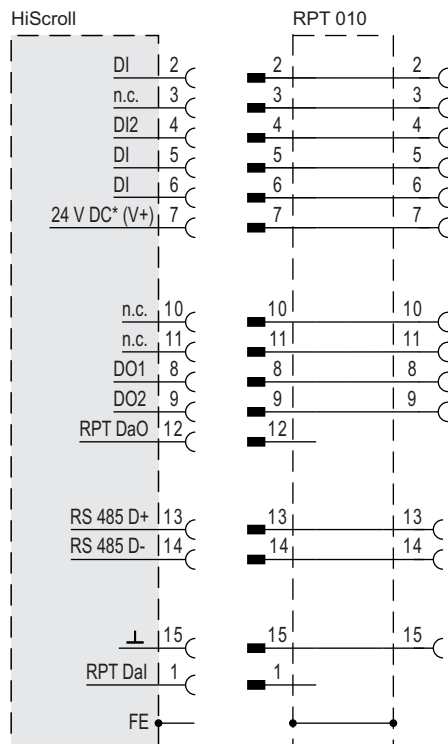 HiScroll RPT 010
DI 2 2 2
n.c. 3 3 3
DI2 4 4 4
DI 5 5 5
DI 6 6 6
24 V DC* (V+) 7 7 7
n.c. 10 10 10
n.c. 11 11 11
DO1 8 8 8
DO2 9 9 9
RPT DaO 12 12
RS 485 D+ 13 13 13
RS 485 D- 14 14 14
⊥ 15 15 15
RPT DaI 1 1
FE